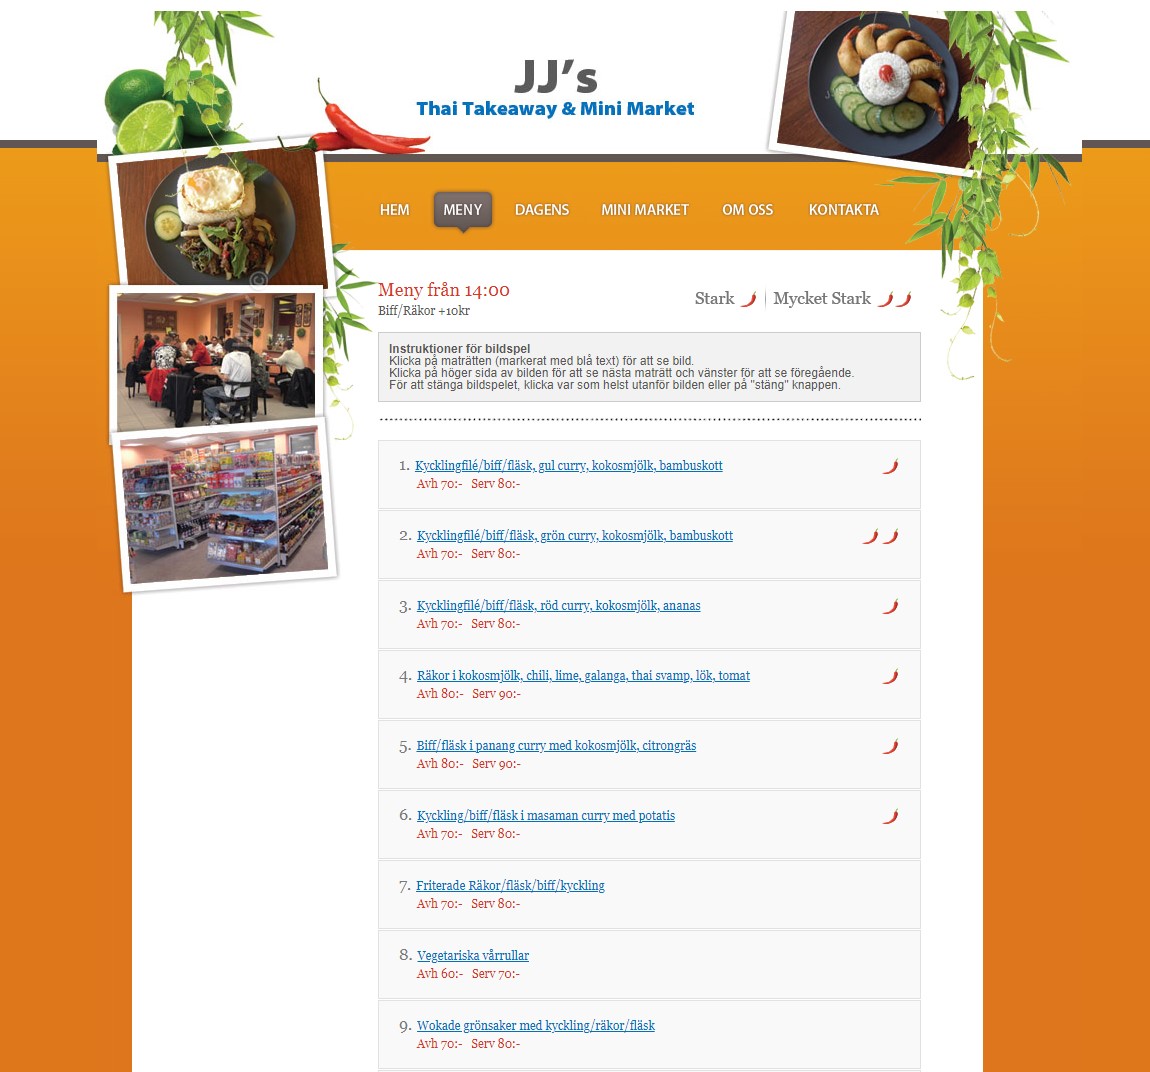 JJ's
Thai Takeaway & Mini Market
HEM
MENY
DAGENS
MINI MARKET
OM OSS
KONTAKTA
Meny från 14:00
Biff/Räkor +10kr
Stark
Mycket Stark
Instruktioner för bildspel
Klicka på maträtten (markerat med blå text) för att se bild.
Klicka på höger sida av bilden för att se nästa maträtt och vänster för att se föregående.
För att stänga bildspelet, klicka var som helst utanför bilden eller på "stäng" knappen.
1. Kycklingfilé/biff/fläsk, gul curry, kokosmjölk, bambuskott
Avh 70:- Serv 80:-
2. Kycklingfilé/biff/fläsk, grön curry, kokosmjölk, bambuskott
Avh 70:- Serv 80:-
3. Kycklingfilé/biff/fläsk, röd curry, kokosmjölk, ananas
Avh 70:- Serv 80:-
4. Räkor i kokosmjölk, chili, lime, galanga, thai svamp, lök, tomat
Avh 80:- Serv 90:-
5. Biff/fläsk i panang curry med kokosmjölk, citrongräs
Avh 80:- Serv 90:-
6. Kyckling/biff/fläsk i masaman curry med potatis
Avh 70:- Serv 80:-
7. Friterade Räkor/fläsk/biff/kyckling
Avh 70:- Serv 80:-
8. Vegetariska vårrullar
Avh 60:- Serv 70:-
9. Wokade grönsaker med kyckling/räkor/fläsk
Avh 70:- Serv 80:-